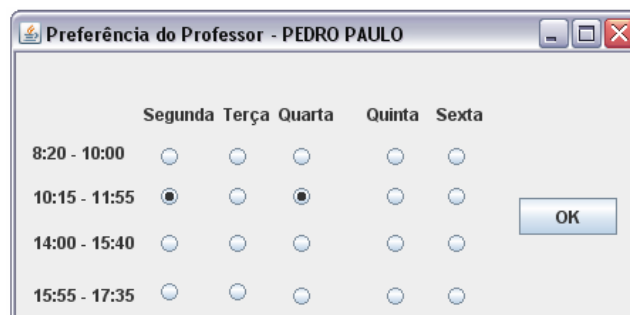 Preferência do Professor - PEDRO PAULO
Segunda Terça Quarta Quinta Sexta
8:20 - 10:00
10:15 - 11:55
OK
14:00 - 15:40
15:55 - 17:35